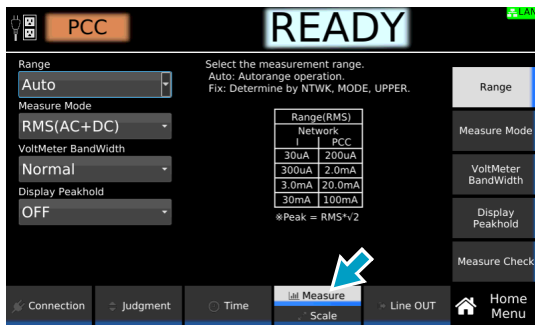 PCC
READY
LAN
Range
Auto
Measure Mode
RMS(AC+DC)
VoltMeter BandWidth
Normal
Display Peakhold
OFF
Select the measurement range.
Auto: Autorange operation.
Fix: Determine by NTWK, MODE, UPPER.
Range(RMS)
Network
I PCC
30uA 200uA
300uA 2.0mA
3.0mA 20.0mA
30mA 100mA
※Peak = RMS*√2
Range
Measure Mode
VoltMeter
BandWidth
Display
Peakhold
Measure Check
Connection
Judgment
Time
Measure
Scale
Line OUT
Home
Menu